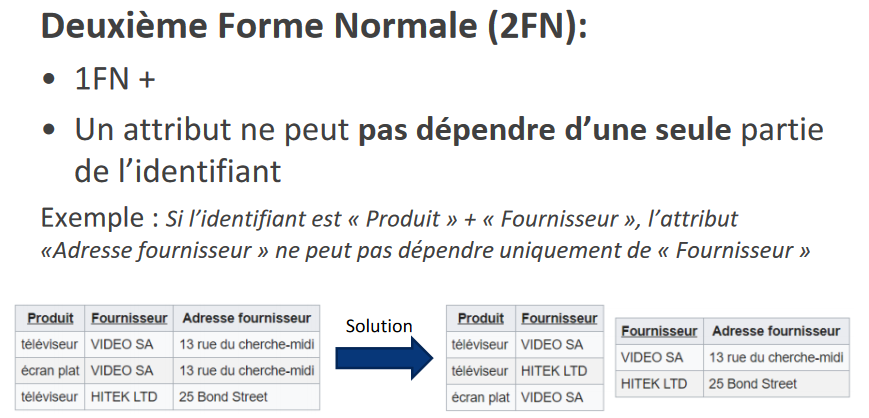 Deuxième Forme Normale (2FN):
• 1FN +
• Un attribut ne peut pas dépendre d’une seule partie
de l’identifiant
Exemple : Si l’identifiant est « Produit » + « Fournisseur », l’attribut
«Adresse fournisseur » ne peut pas dépendre uniquement de « Fournisseur »
Produit Fournisseur Adresse fournisseur
téléviseur VIDEO SA 13 rue du cherche-midi
écran plat VIDEO SA 13 rue du cherche-midi
téléviseur HITEK LTD 25 Bond Street
Solution
Produit Fournisseur
téléviseur VIDEO SA
téléviseur HITEK LTD
écran plat VIDEO SA
Fournisseur Adresse fournisseur
VIDEO SA 13 rue du cherche-midi
HITEK LTD 25 Bond Street